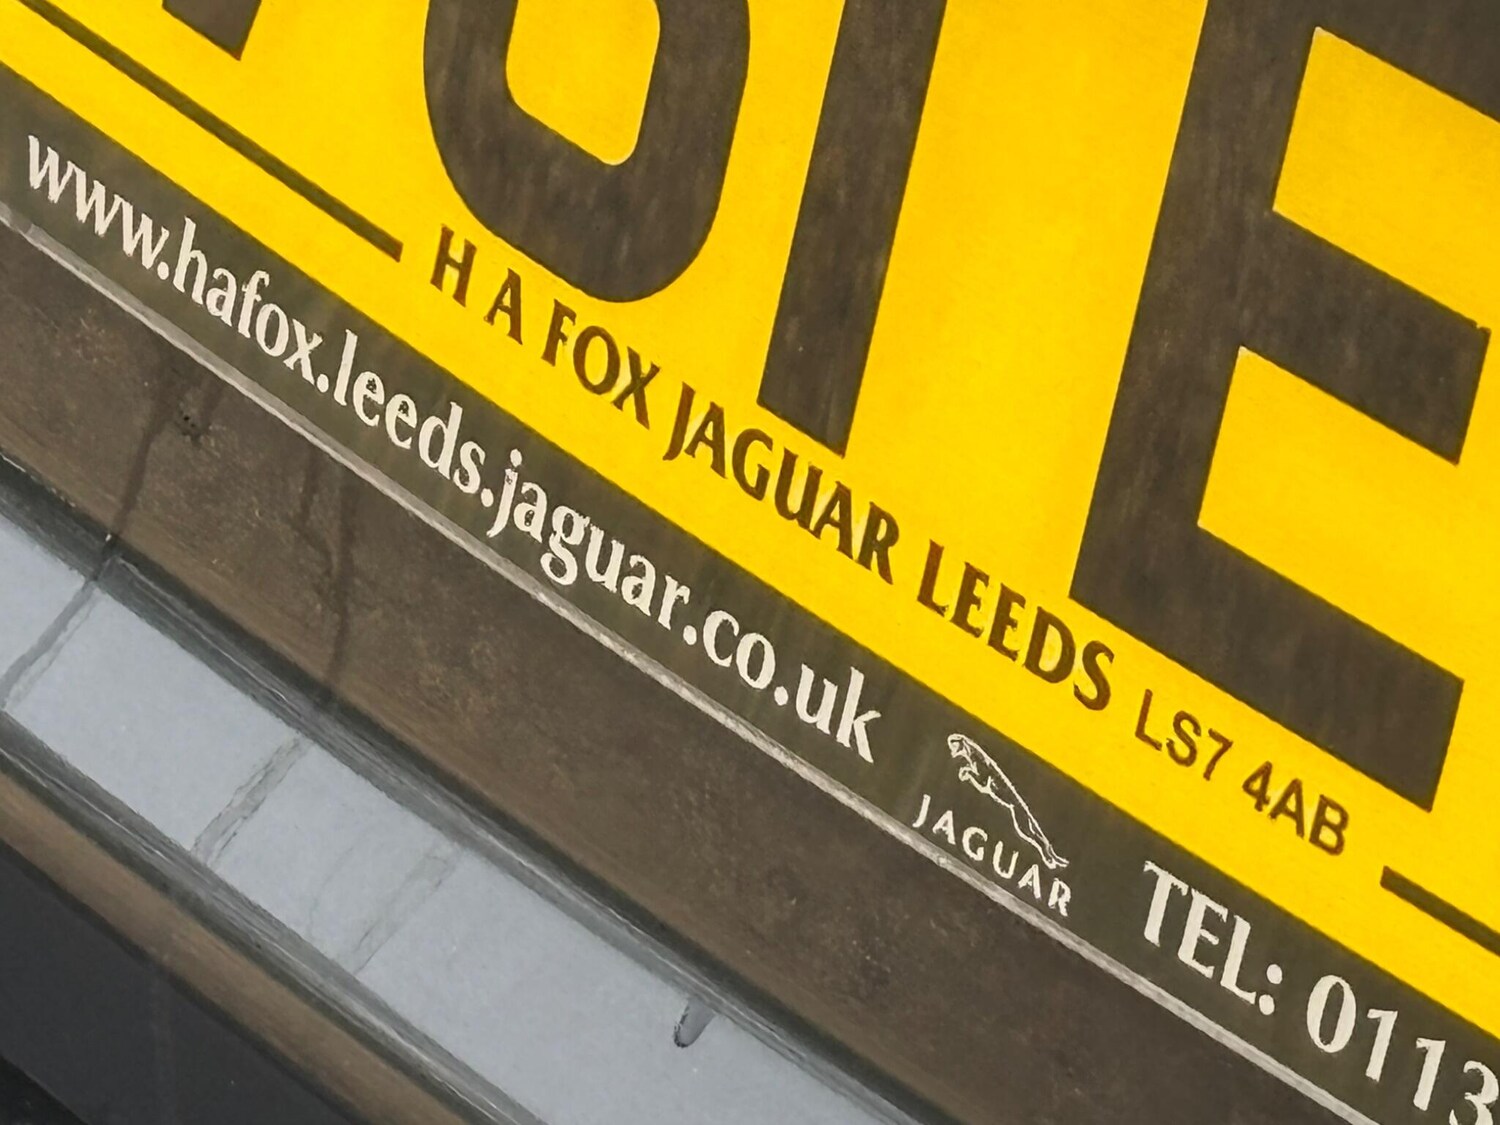 H A FOX JAGUAR LEEDS LS7 4AB
www.hafox.leeds.jaguar.co.uk JAGUAR TEL: 0113